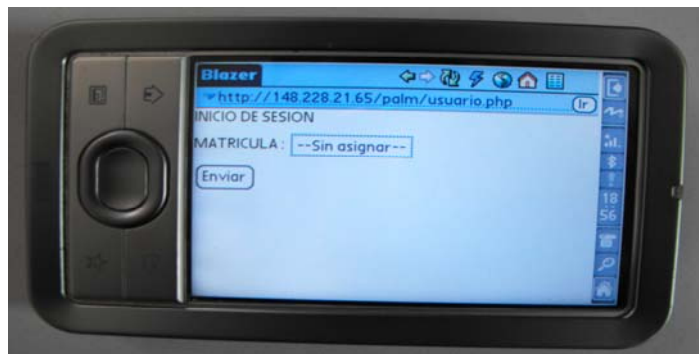 Blazer
http://148.228.21.65/palm/usuario.php Ir
INICIO DE SESION
MATRICULA: --Sin asignar--
Enviar
18
56